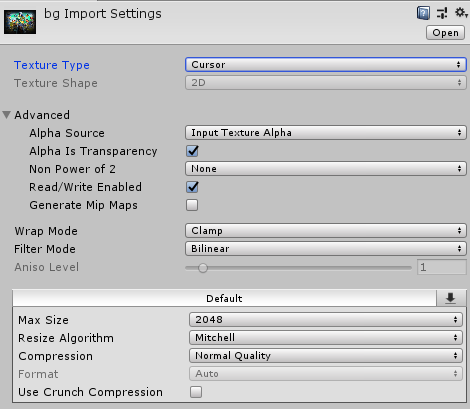 bg Import Settings
Open
Texture Type Cursor
Texture Shape 2D
Advanced
Alpha Source Input Texture Alpha
Alpha Is Transparency
Non Power of 2 None
Read/Write Enabled
Generate Mip Maps
Wrap Mode Clamp
Filter Mode Bilinear
Aniso Level 1
Default
Max Size 2048
Resize Algorithm Mitchell
Compression Normal Quality
Format Auto
Use Crunch Compression